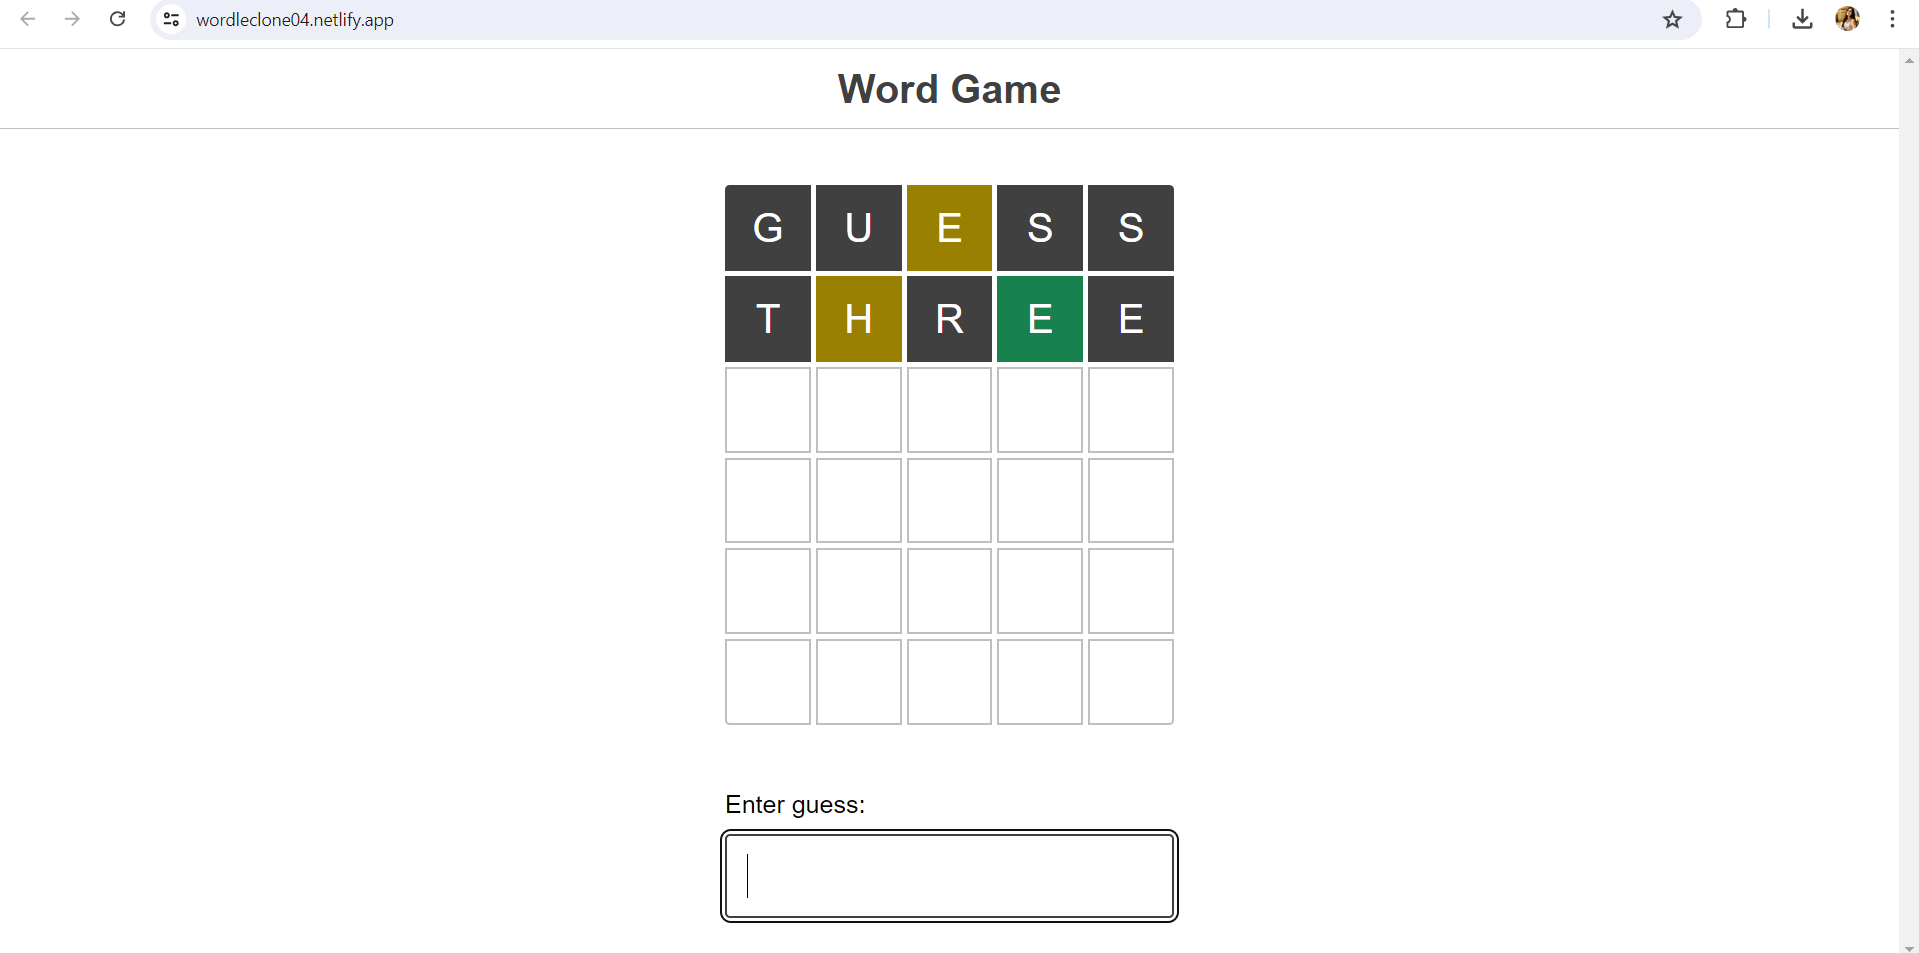 wordleclone04.netlify.app
Word Game
G U E S S
T H R E E
Enter guess: